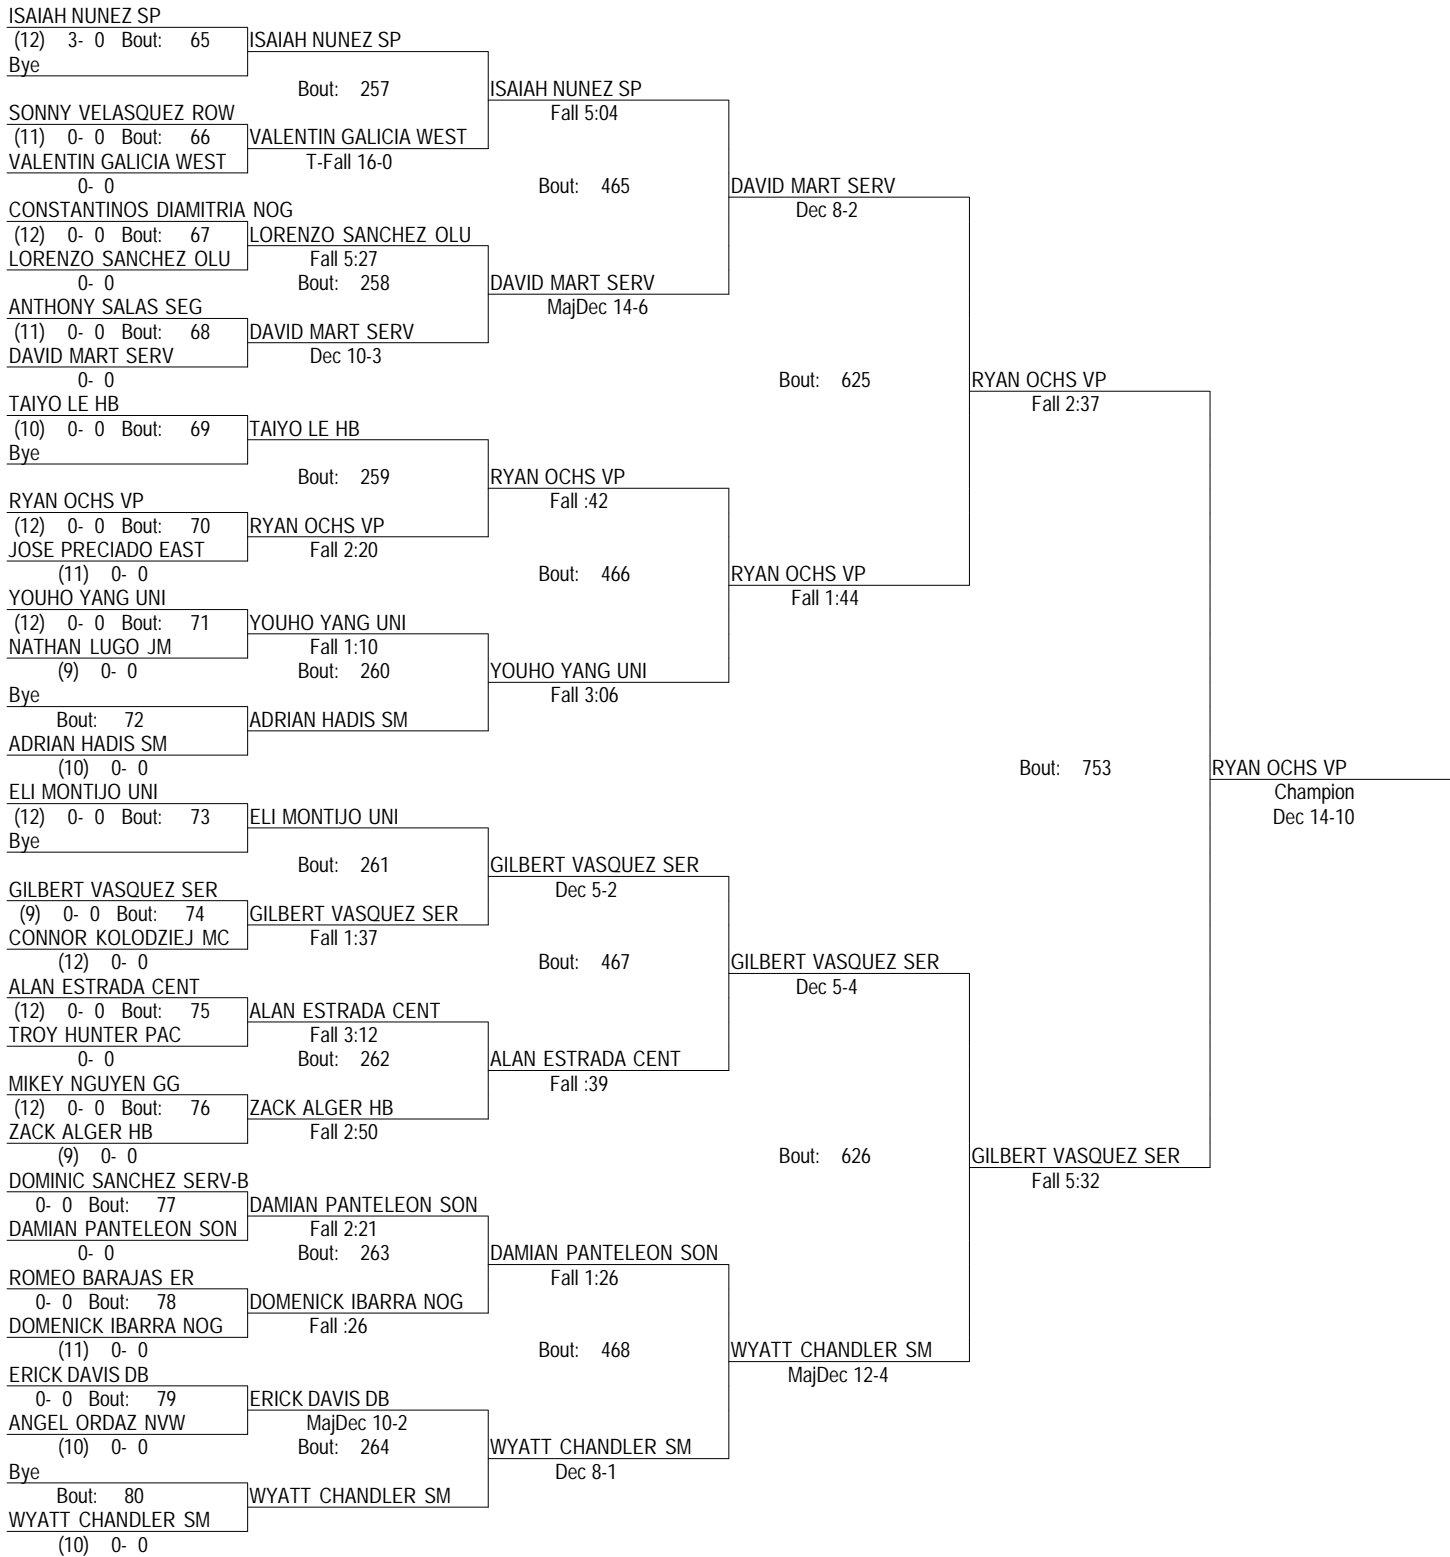 ISAIAH NUNEZ SP
(12) 3- 0 Bout: 65 ISAIAH NUNEZ SP
Bye
Bout: 257 ISAIAH NUNEZ SP
SONNY VELASQUEZ ROW Fall 5:04
(11) 0- 0 Bout: 66 VALENTIN GALICIA WEST
VALENTIN GALICIA WEST T-Fall 16-0
0- 0 Bout: 465 DAVID MART SERV
CONSTANTINOS DIAMITRIA NOG Dec 8-2
(12) 0- 0 Bout: 67 LORENZO SANCHEZ OLU
LORENZO SANCHEZ OLU Fall 5:27
0- 0 Bout: 258 DAVID MART SERV
ANTHONY SALAS SEG MajDec 14-6
(11) 0- 0 Bout: 68 DAVID MART SERV
DAVID MART SERV Dec 10-3
0- 0 Bout: 625 RYAN OCHS VP
TAIYO LE HB Fall 2:37
(10) 0- 0 Bout: 69 TAIYO LE HB
Bye
Bout: 259 RYAN OCHS VP
RYAN OCHS VP Fall :42
(12) 0- 0 Bout: 70 RYAN OCHS VP
JOSE PRECIADO EAST Fall 2:20
(11) 0- 0 Bout: 466 RYAN OCHS VP
YOUHO YANG UNI Fall 1:44
(12) 0- 0 Bout: 71 YOUHO YANG UNI
NATHAN LUGO JM Fall 1:10
(9) 0- 0 Bout: 260 YOUHO YANG UNI
Bye Fall 3:06
Bout: 72 ADRIAN HADIS SM
ADRIAN HADIS SM
(10) 0- 0 Bout: 753 RYAN OCHS VP
ELI MONTIJO UNI Champion
(12) 0- 0 Bout: 73 ELI MONTIJO UNI Dec 14-10
Bye
Bout: 261 GILBERT VASQUEZ SER
GILBERT VASQUEZ SER Dec 5-2
(9) 0- 0 Bout: 74 GILBERT VASQUEZ SER
CONNOR KOLODZIEJ MC Fall 1:37
(12) 0- 0 Bout: 467 GILBERT VASQUEZ SER
ALAN ESTRADA CENT Dec 5-4
(12) 0- 0 Bout: 75 ALAN ESTRADA CENT
TROY HUNTER PAC Fall 3:12
0- 0 Bout: 262 ALAN ESTRADA CENT
MIKEY NGUYEN GG Fall :39
(12) 0- 0 Bout: 76 ZACK ALGER HB
ZACK ALGER HB Fall 2:50
(9) 0- 0 Bout: 626 GILBERT VASQUEZ SER
DOMINIC SANCHEZ SERV-B Fall 5:32
0- 0 Bout: 77 DAMIAN PANTELEON SON
DAMIAN PANTELEON SON Fall 2:21
0- 0 Bout: 263 DAMIAN PANTELEON SON
ROMEO BARAJAS ER Fall 1:26
0- 0 Bout: 78 DOMENICK IBARRA NOG
DOMENICK IBARRA NOG Fall :26
(11) 0- 0 Bout: 468 WYATT CHANDLER SM
ERICK DAVIS DB MajDec 12-4
0- 0 Bout: 79 ERICK DAVIS DB
ANGEL ORDAZ NVW MajDec 10-2
(10) 0- 0 Bout: 264 WYATT CHANDLER SM
Bye Dec 8-1
Bout: 80 WYATT CHANDLER SM
WYATT CHANDLER SM
(10) 0- 0